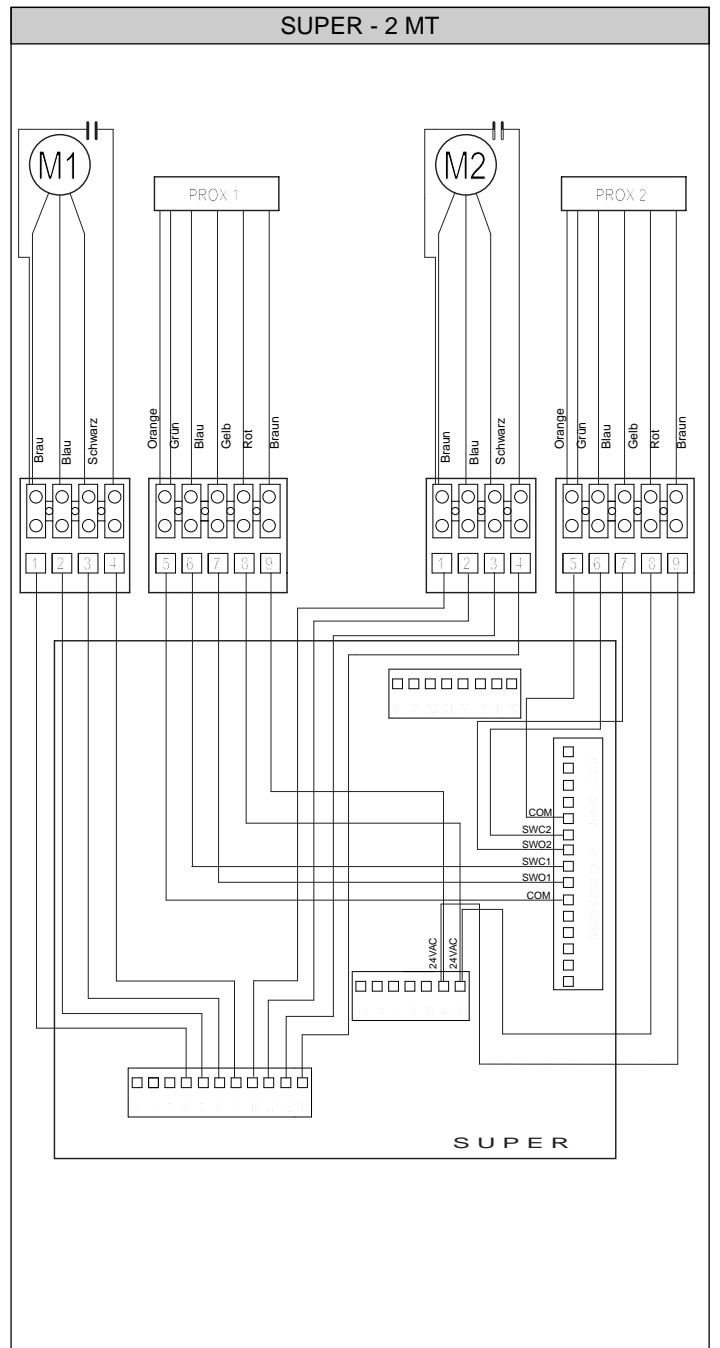 SUPER - 2 MT
M1
M2
PROX 1
PROX 2
Brau
Blau
Schwarz
Orange
Grün
Blau
Gelb
Rot
Braun
Braun
Blau
Schwarz
Orange
Grün
Blau
Gelb
Rot
Braun
1 2 3 4
5 6 7 8 9
1 2 3 4
5 6 7 8 9
COM
SWC2
SWO2
SWC1
SWO1
COM
24VAC
24VAC
SUPER